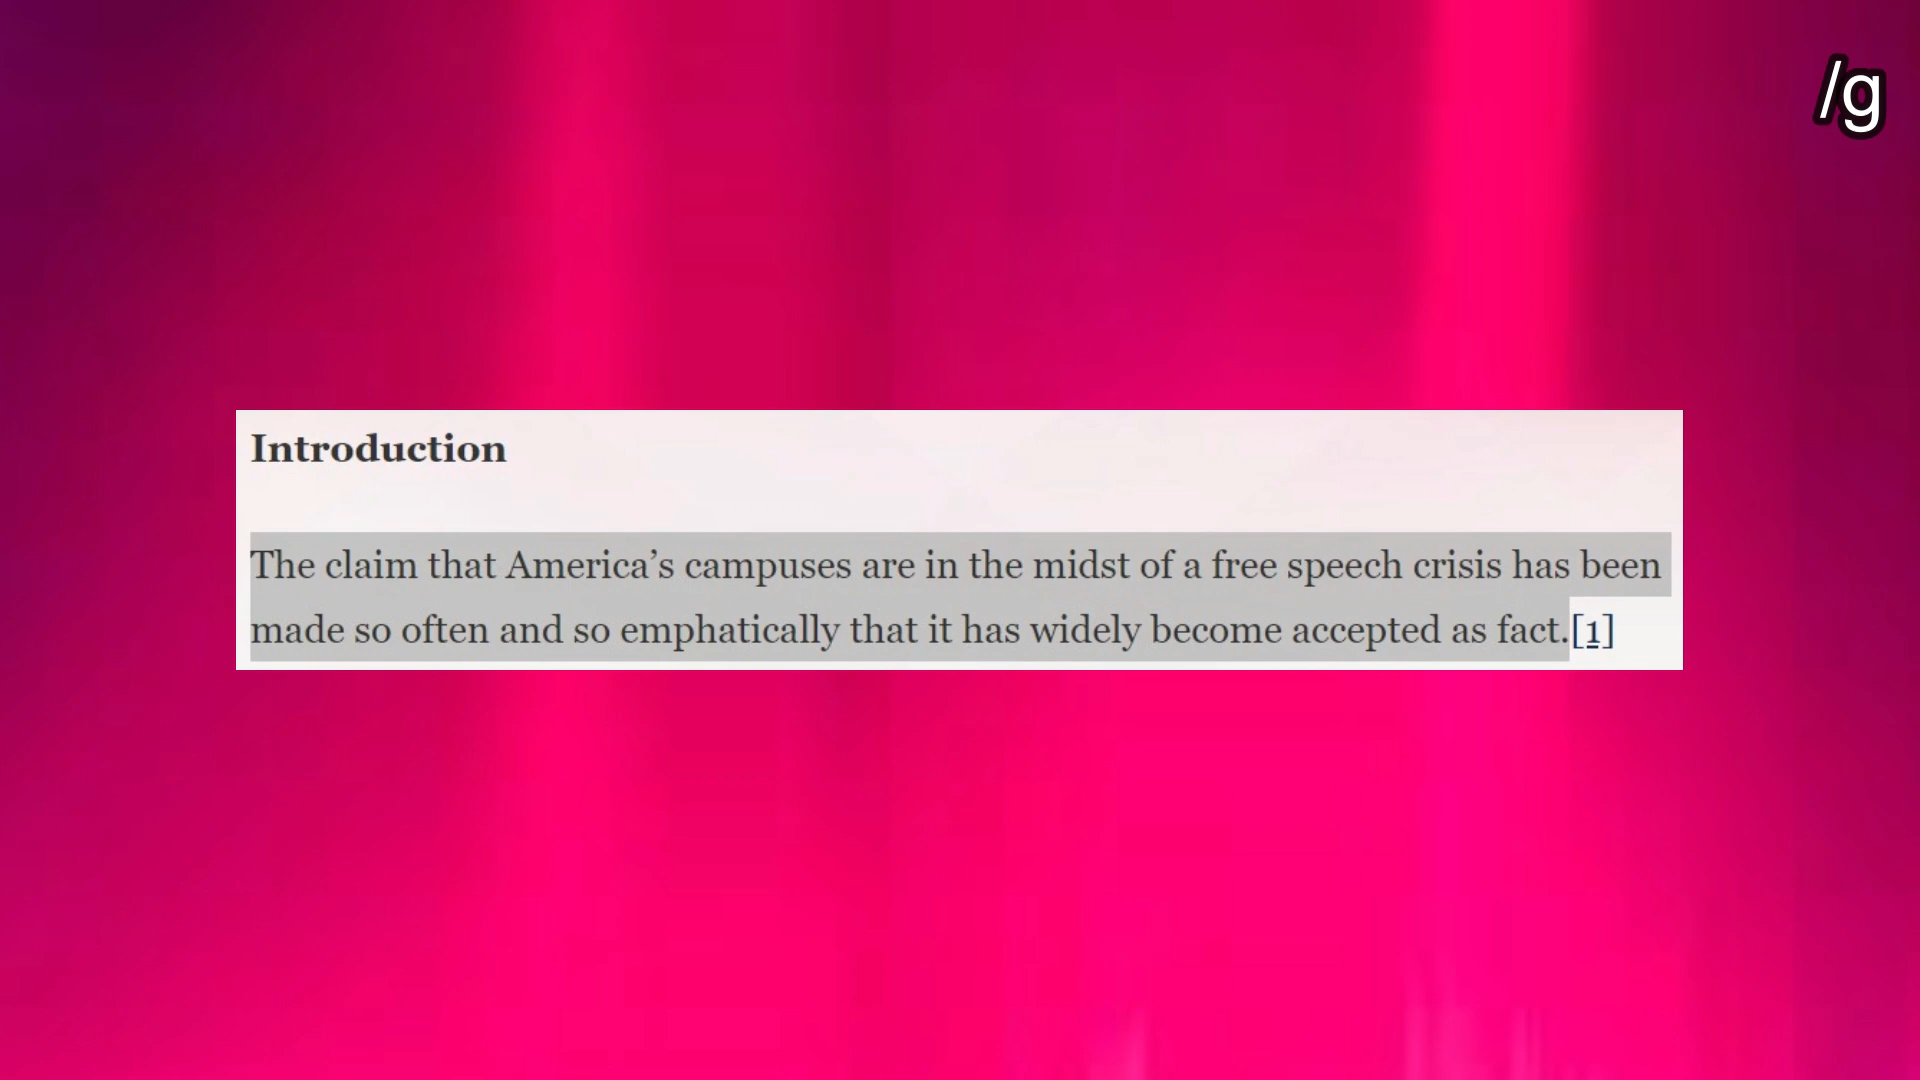 /g
Introduction
The claim that America’s campuses are in the midst of a free speech crisis has been
made so often and so emphatically that it has widely become accepted as fact.[1]